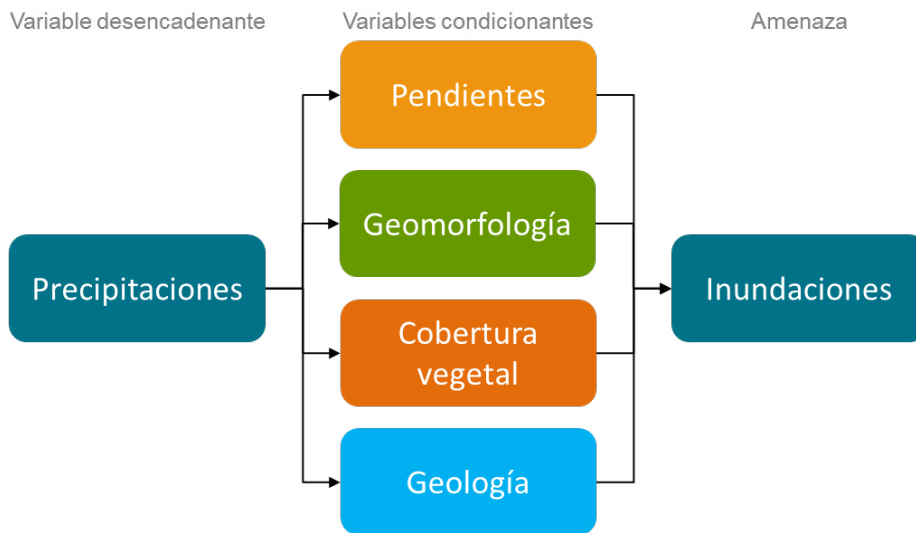 Variable desencadenante
Variables condicionantes
Amenaza
Pendientes
Geomorfología
Precipitaciones
Inundaciones
Cobertura
vegetal
Geología